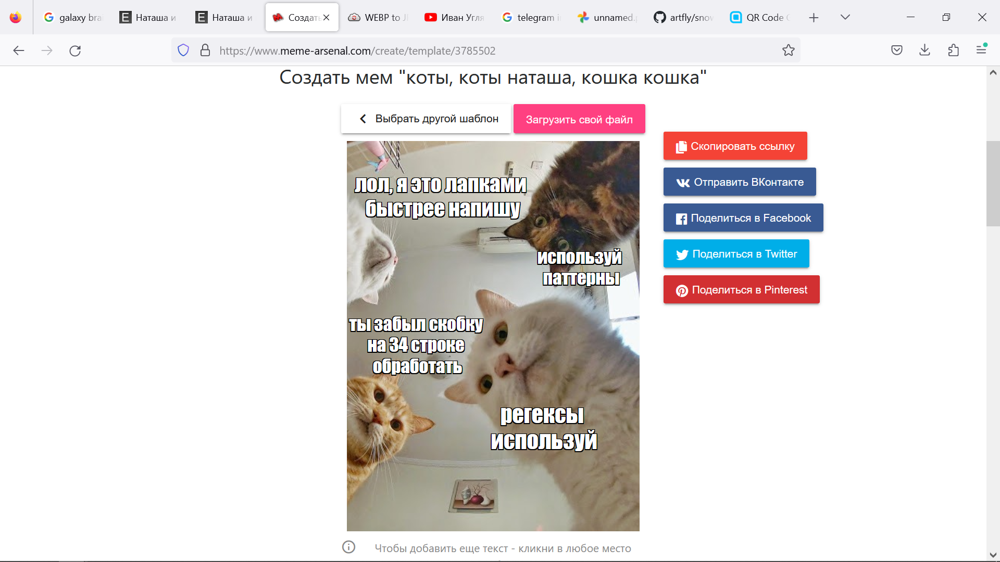 galaxy brai
Наташа и
Наташа и
Создать
WEBP to J
Иван Угля
telegram i
unnamed.
artfly/snow
QR Code G
https://www.meme-arsenal.com/create/template/3785502
Создать мем "коты, коты наташа, кошка кошка"
Выбрать другой шаблон
Загрузить свой файл
Скопировать ссылку
Отправить ВКонтакте
Поделиться в Facebook
Поделиться в Twitter
Поделиться в Pinterest
лол, я это лапками
быстрее напишу
используй
паттерны
ты забыл скобку
на 34 строке
обработать
регексы
используй
Чтобы добавить еще текст - кликни в любое место